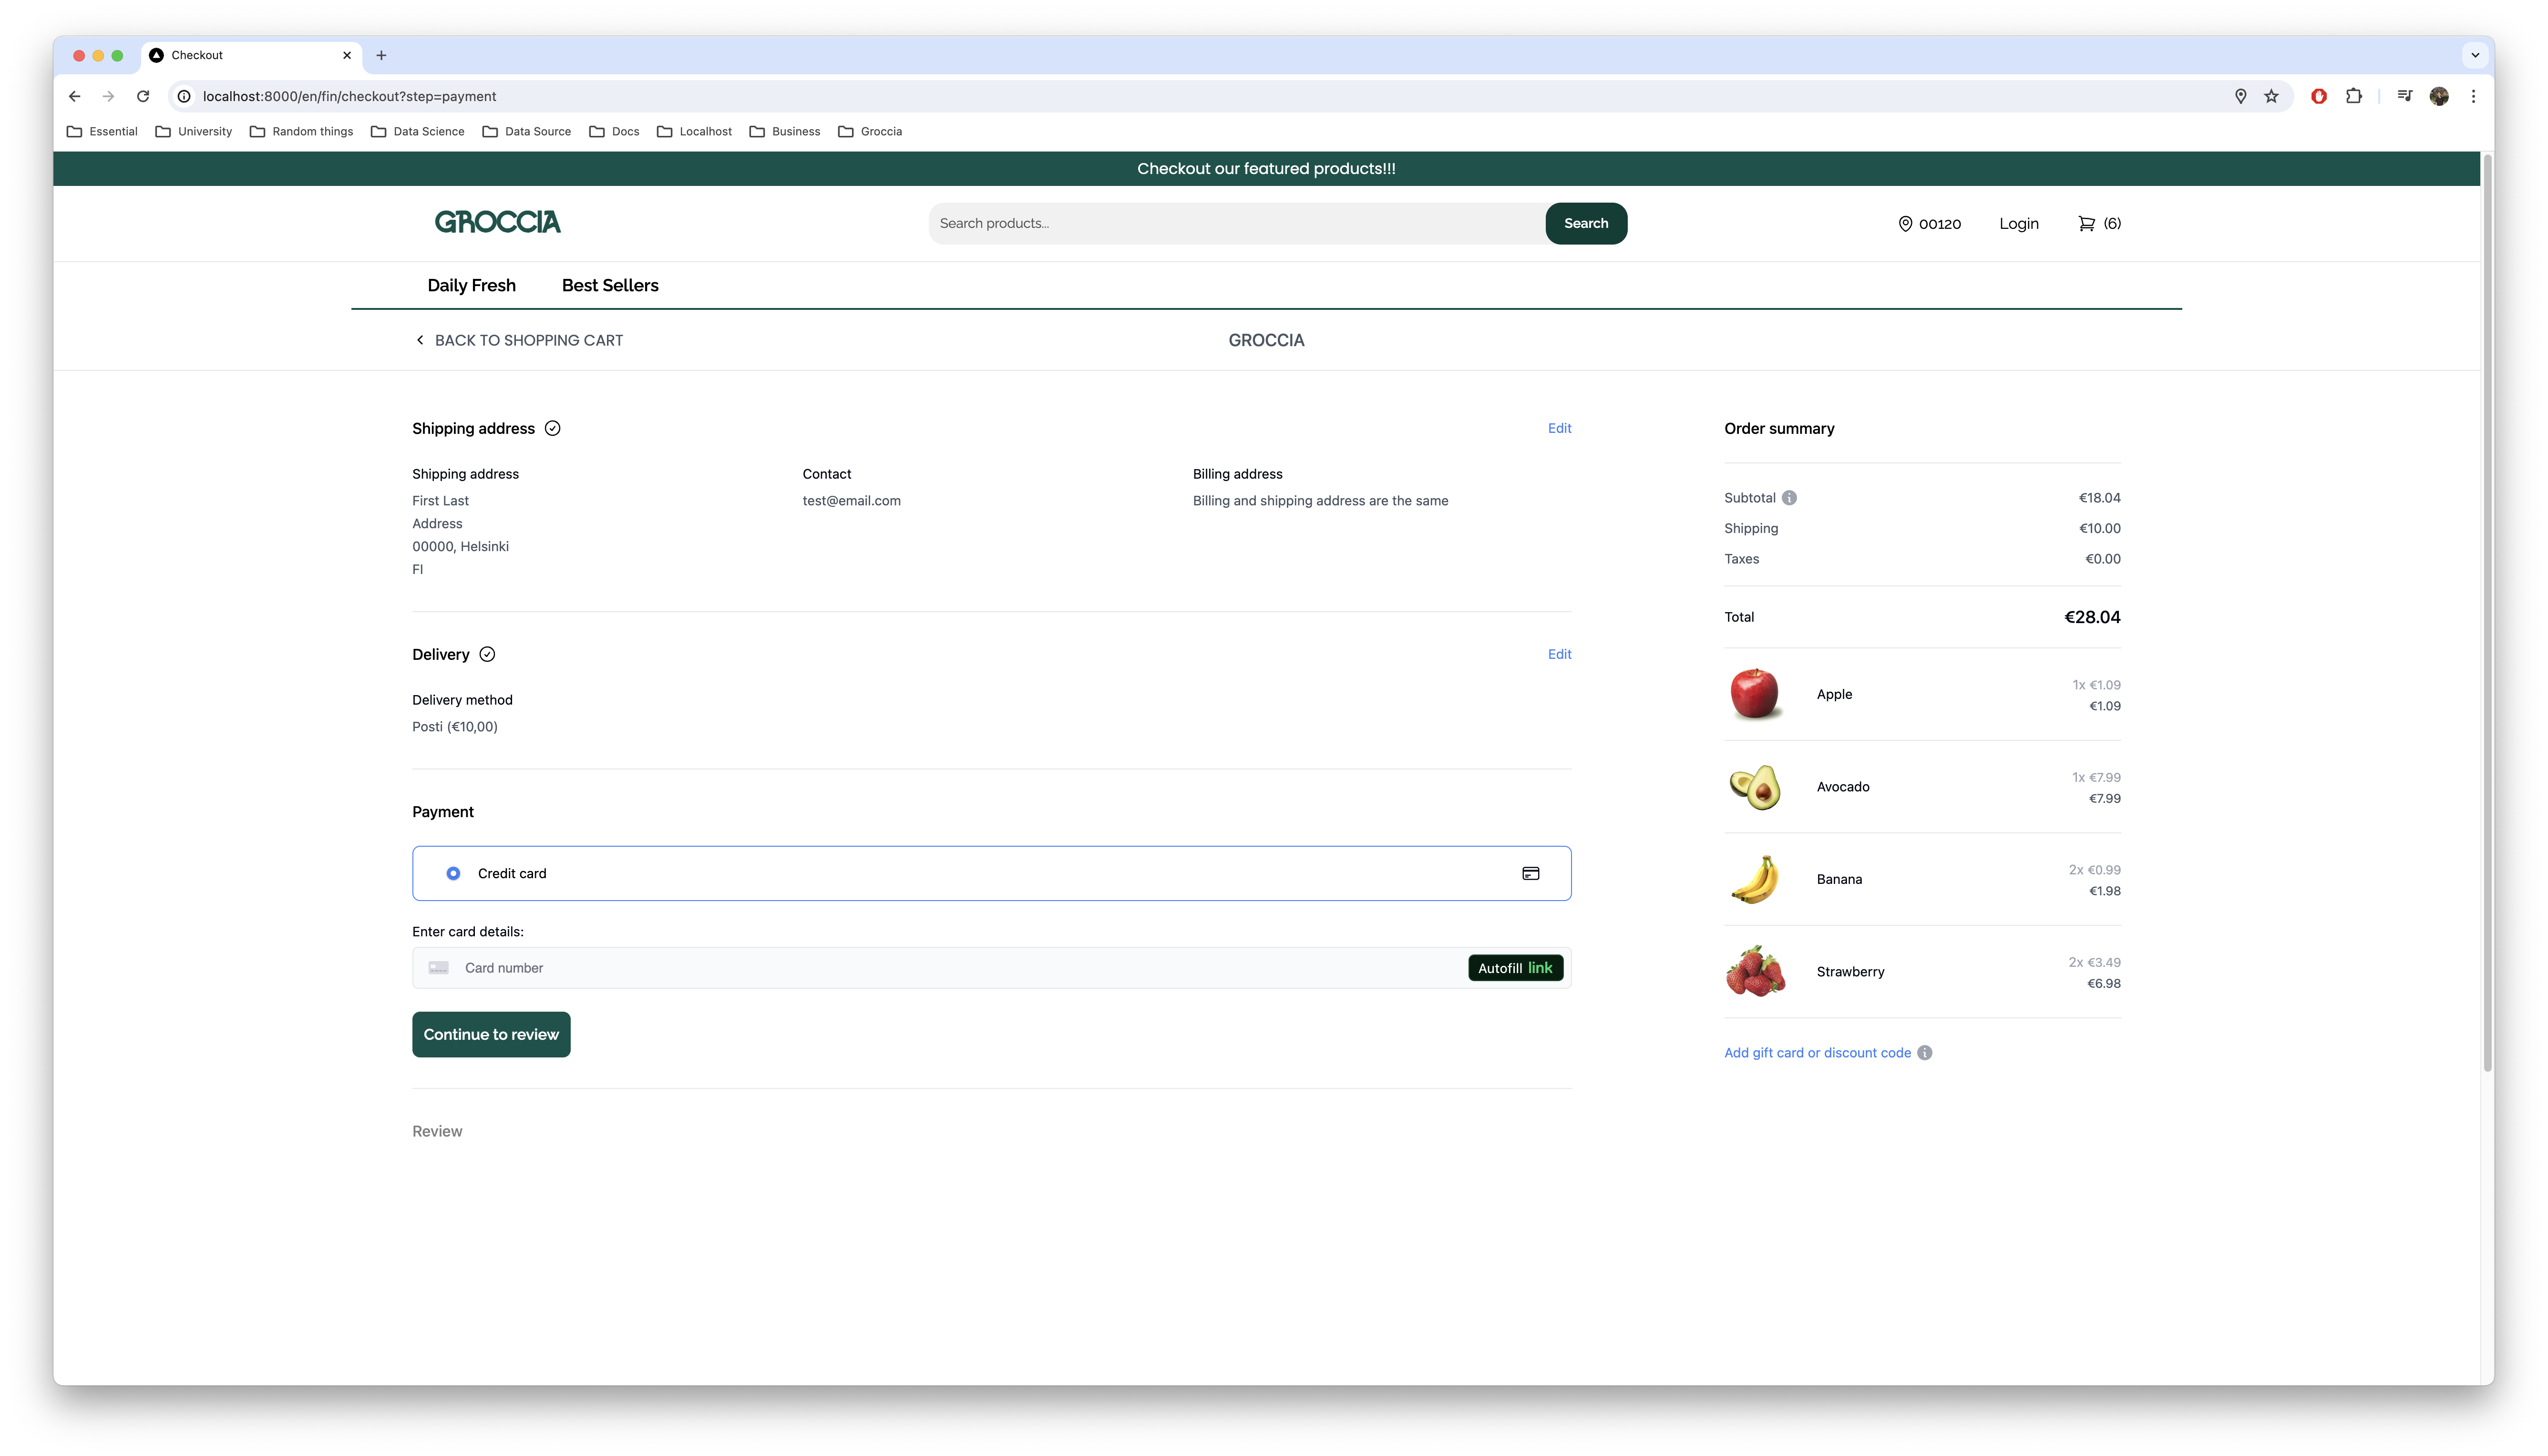 Checkout
localhost:8000/en/fin/checkout?step=payment
Essential University Random things Data Science Data Source Docs Localhost Business Groccia
Checkout our featured products!!!
GROCCIA
Search products...
Search
00120
Login
(6)
Daily Fresh Best Sellers
BACK TO SHOPPING CART
GROCCIA
Shipping address
Edit
Shipping address
First Last
Address
00000, Helsinki
FI
Contact
test@email.com
Billing address
Billing and shipping address are the same
Delivery
Edit
Delivery method
Posti (€10,00)
Payment
Credit card
Enter card details:
Card number
Autofill link
Continue to review
Review
Order summary
Subtotal €18.04
Shipping €10.00
Taxes €0.00
Total €28.04
Apple
1x €1.09
€1.09
Avocado
1x €7.99
€7.99
Banana
2x €0.99
€1.98
Strawberry
2x €3.49
€6.98
Add gift card or discount code